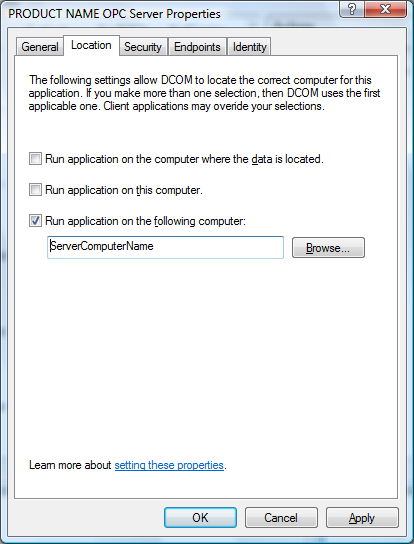 PRODUCT NAME OPC Server Properties
General Location Security Endpoints Identity
The following settings allow DCOM to locate the correct computer for this
application. If you make more than one selection, then DCOM uses the first
applicable one. Client applications may overide your selections.
Run application on the computer where the data is located.
Run application on this computer.
Run application on the following computer:
ServerComputerName Browse...
Learn more about setting these properties.
OK Cancel Apply